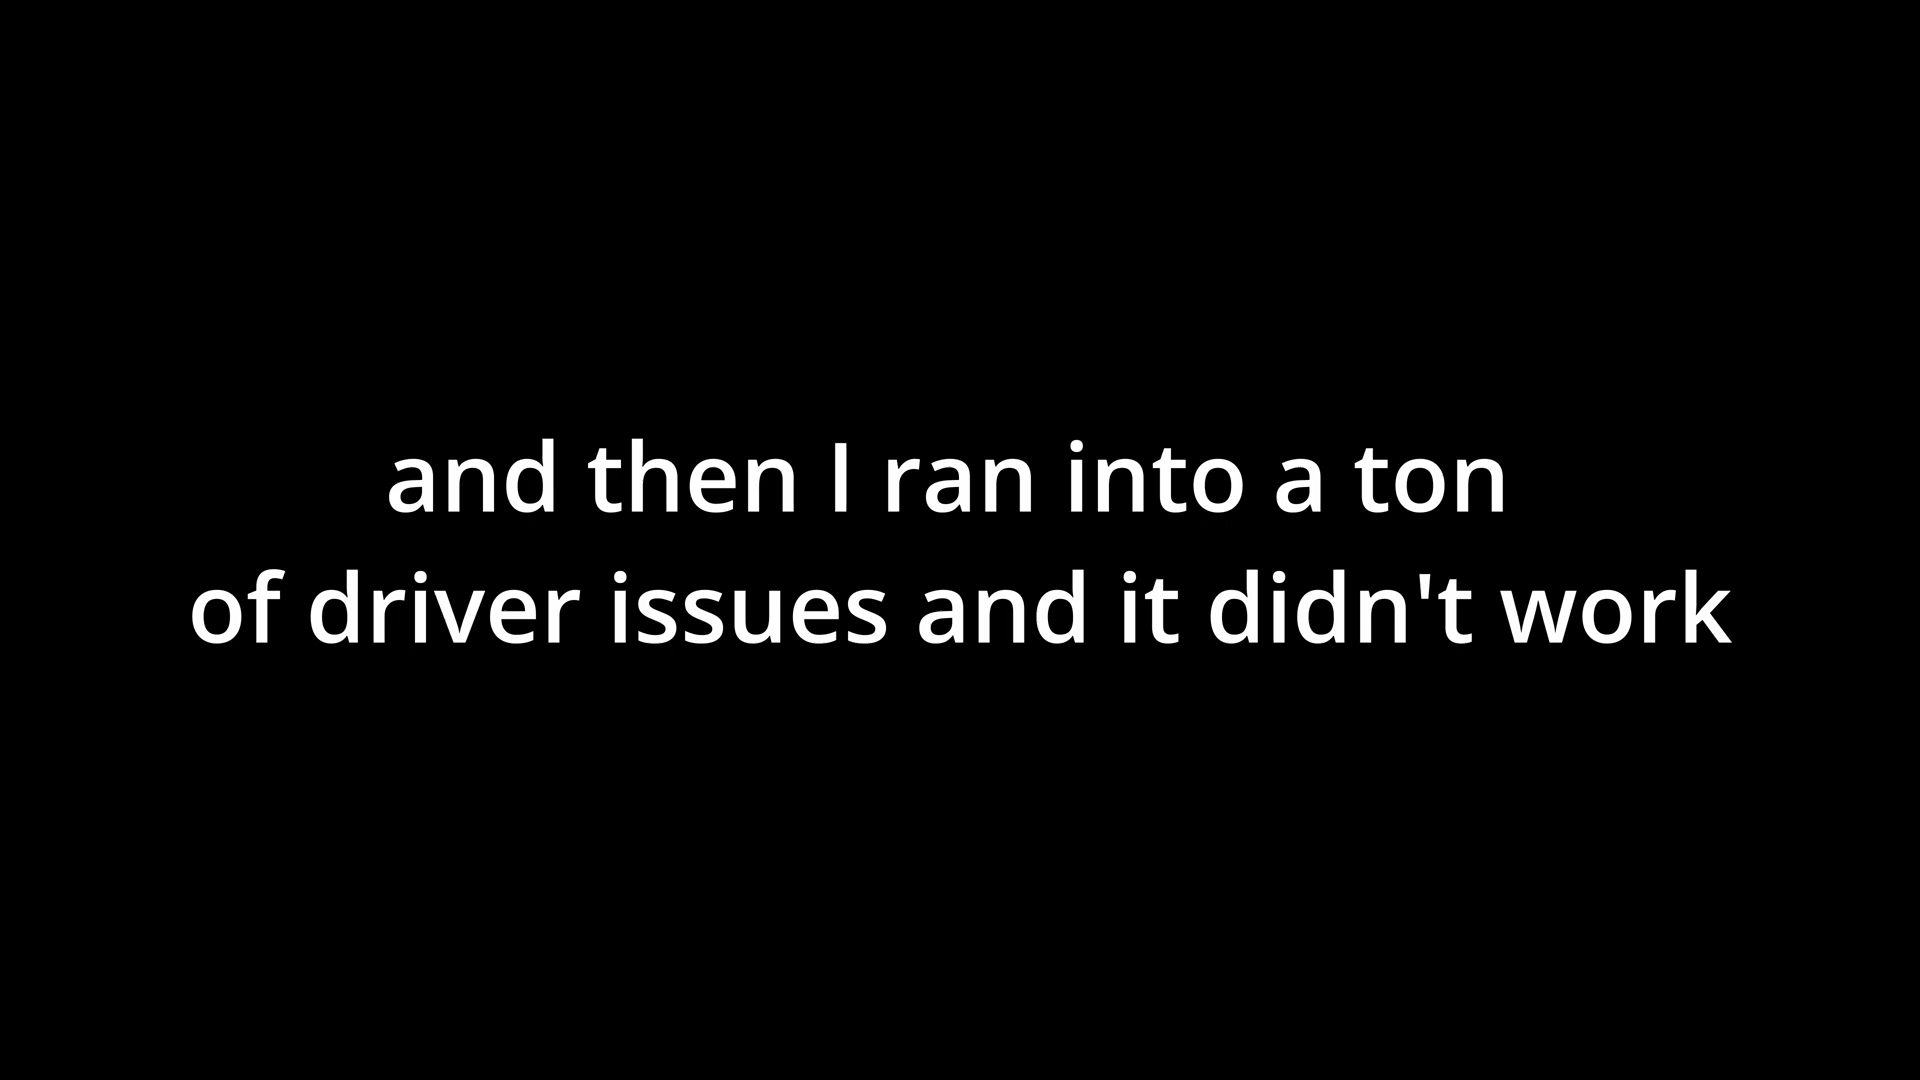 and then I ran into a ton
of driver issues and it didn't work